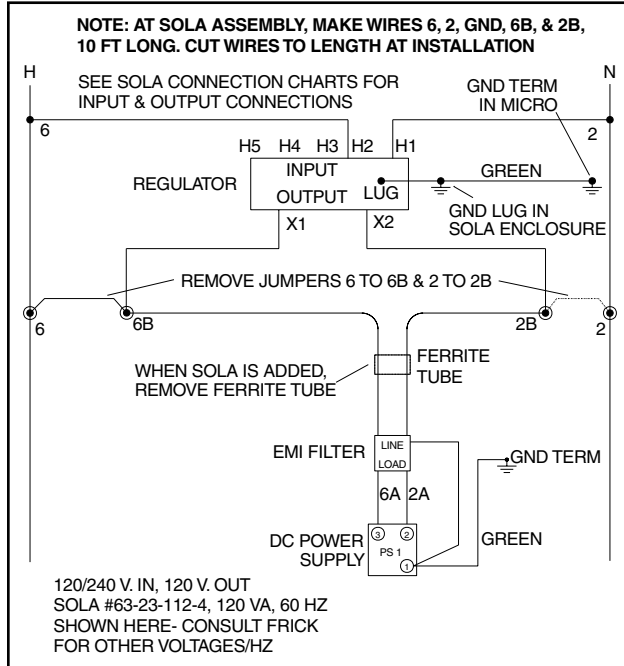 NOTE: AT SOLA ASSEMBLY, MAKE WIRES 6, 2, GND, 6B, & 2B,
10 FT LONG. CUT WIRES TO LENGTH AT INSTALLATION
H
N
SEE SOLA CONNECTION CHARTS FOR
INPUT & OUTPUT CONNECTIONS
GND TERM
IN MICRO
6
2
H5 H4 H3 H2 H1
REGULATOR
INPUT
OUTPUT
LUG
GREEN
GND LUG IN
SOLA ENCLOSURE
X1
X2
REMOVE JUMPERS 6 TO 6B & 2 TO 2B
6
6B
2B
2
WHEN SOLA IS ADDED,
REMOVE FERRITE TUBE
FERRITE
TUBE
EMI FILTER
LINE
LOAD
GND TERM
6A 2A
DC POWER
SUPPLY
3
2
PS 1
1
GREEN
120/240 V. IN, 120 V. OUT
SOLA #63-23-112-4, 120 VA, 60 HZ
SHOWN HERE- CONSULT FRICK
FOR OTHER VOLTAGES/HZ